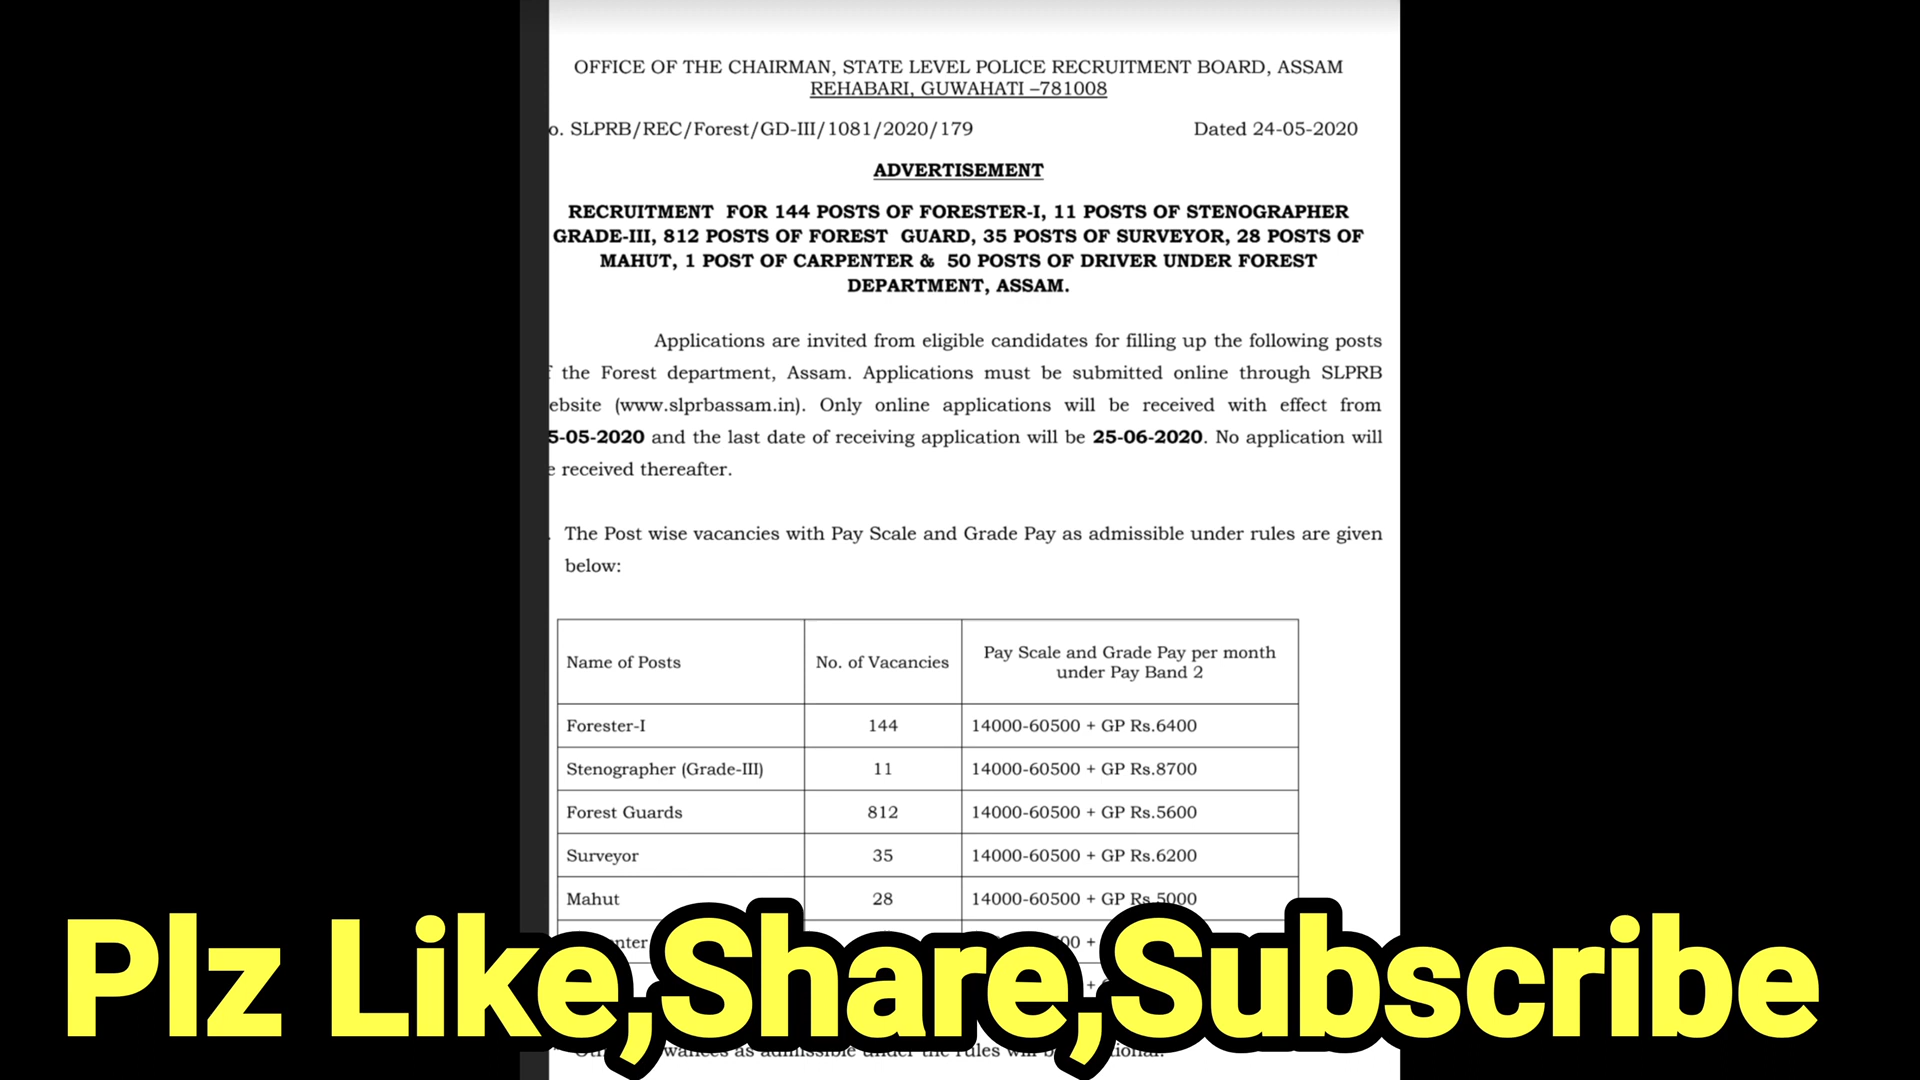 OFFICE OF THE CHAIRMAN, STATE LEVEL POLICE RECRUITMENT BOARD, ASSAM
REHABARI, GUWAHATI –781008
o. SLPRB/REC/Forest/GD-III/1081/2020/179 Dated 24-05-2020
ADVERTISEMENT
RECRUITMENT FOR 144 POSTS OF FORESTER-I, 11 POSTS OF STENOGRAPHER
GRADE-III, 812 POSTS OF FOREST GUARD, 35 POSTS OF SURVEYOR, 28 POSTS OF
MAHUT, 1 POST OF CARPENTER & 50 POSTS OF DRIVER UNDER FOREST
DEPARTMENT, ASSAM.
Applications are invited from eligible candidates for filling up the following posts
the Forest department, Assam. Applications must be submitted online through SLPRB
ebsite (www.slprbassam.in). Only online applications will be received with effect from
5-05-2020 and the last date of receiving application will be 25-06-2020. No application will
e received thereafter.
The Post wise vacancies with Pay Scale and Grade Pay as admissible under rules are given
below:
Name of Posts No. of Vacancies Pay Scale and Grade Pay per month
under Pay Band 2
Forester-I 144 14000-60500 + GP Rs.6400
Stenographer (Grade-III) 11 14000-60500 + GP Rs.8700
Forest Guards 812 14000-60500 + GP Rs.5600
Surveyor 35 14000-60500 + GP Rs.6200
Mahut 28 14000-60500 + GP Rs.5000
nter 00 +
Plz Like,Share,Subscribe
as admissible under the rules will